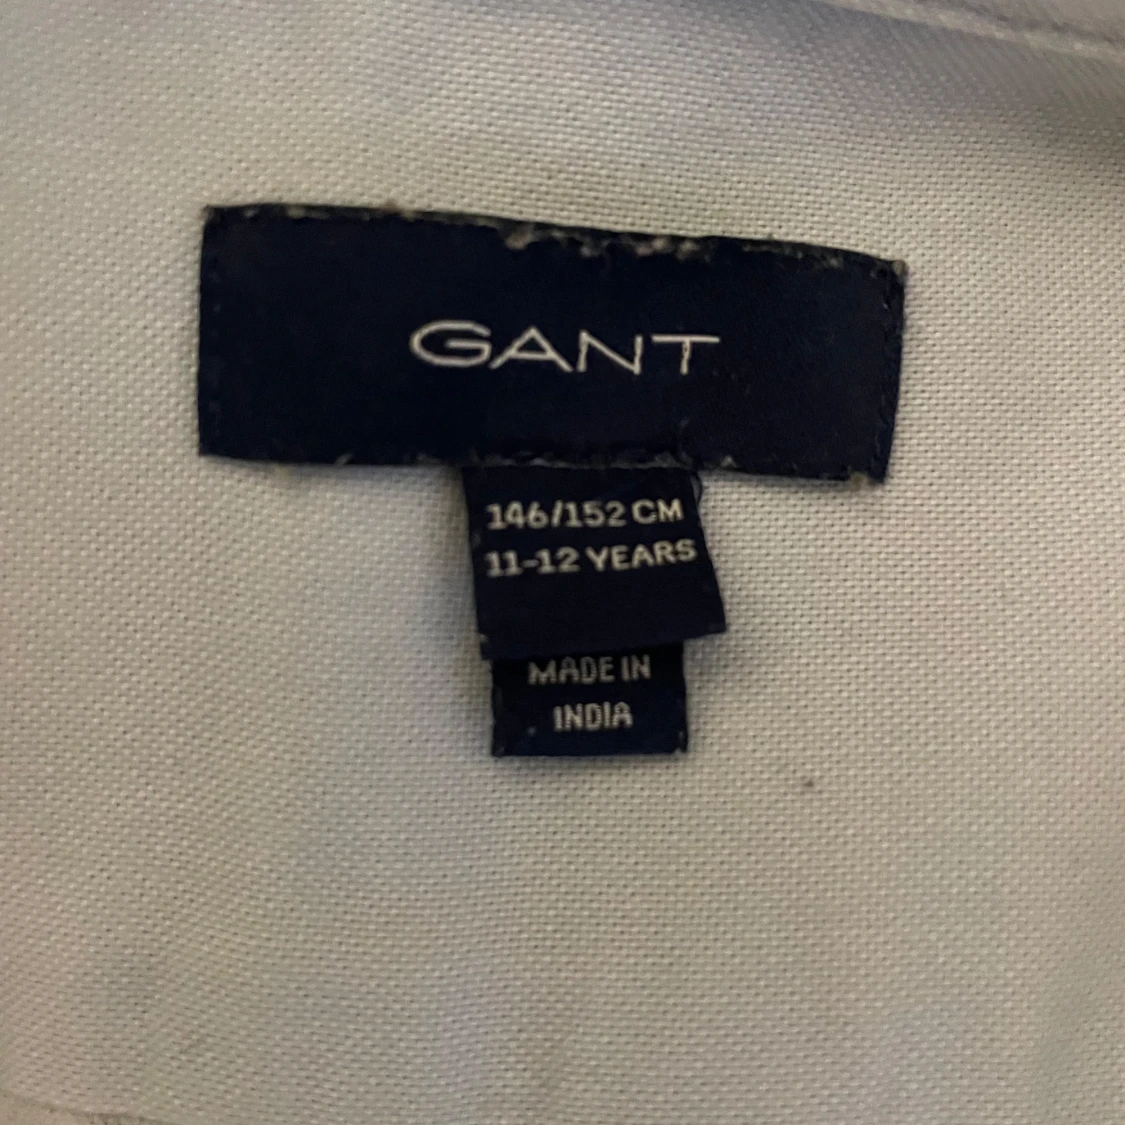 GANT
146/152 CM
11-12 YEARS
MADE IN
INDIA